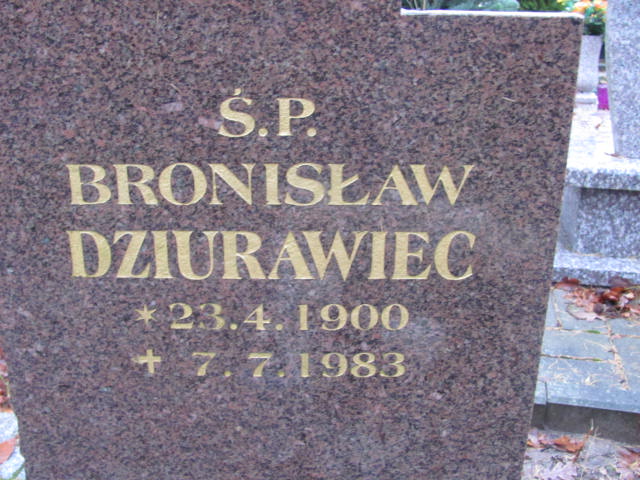 Ś.P.
BRONISŁAW
DZIURAWIEC
* 23.4.1900
+ 7.7.1983